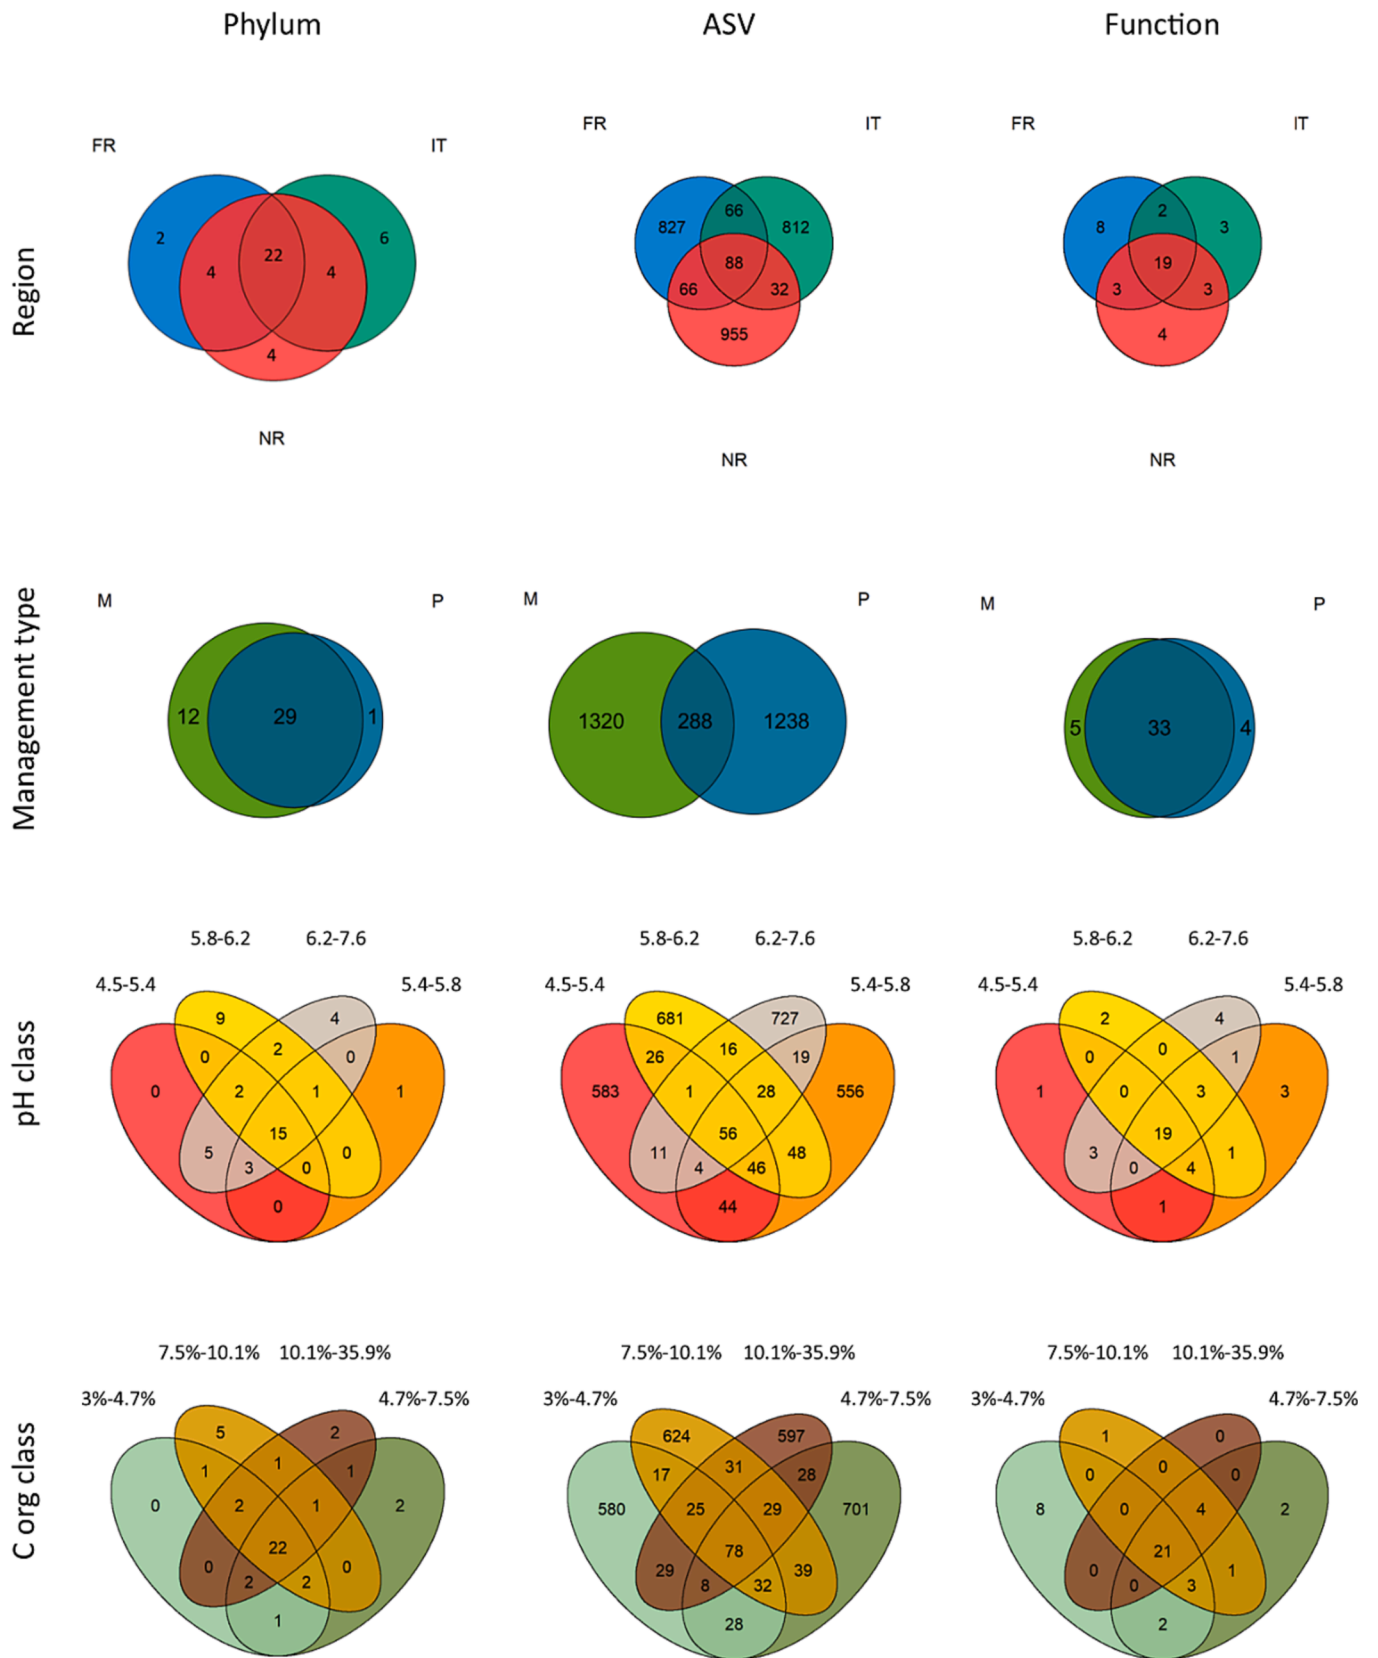 Phylum ASV Function
Region
FR IT FR IT FR IT
2 4 22 4 6 4
827 66 812 88 66 32 955
8 2 3 19 3 3 4
NR NR NR
Management type
M P M P M P
12 29 1
1320 288 1238
5 33 4
pH class
5.8-6.2 6.2-7.6 5.8-6.2 6.2-7.6 5.8-6.2 6.2-7.6
4.5-5.4 5.4-5.8 4.5-5.4 5.4-5.8 4.5-5.4 5.4-5.8
9 4 681 727 2 4
0 2 0 26 16 19 0 0 1
0 2 1 1 583 1 28 556 1 0 3 3
15 56 19
5 3 0 0 11 4 46 48 3 0 4 1
0 44 1
C org class
7.5%-10.1% 10.1%-35.9% 7.5%-10.1% 10.1%-35.9% 7.5%-10.1% 10.1%-35.9%
3%-4.7% 4.7%-7.5% 3%-4.7% 4.7%-7.5% 3%-4.7% 4.7%-7.5%
5 2 624 597 1 0
1 1 1 17 31 28 0 0 0
0 2 1 2 580 25 29 701 8 0 4 2
22 78 21
0 2 2 0 29 8 32 39 0 0 3 1
1 28 2